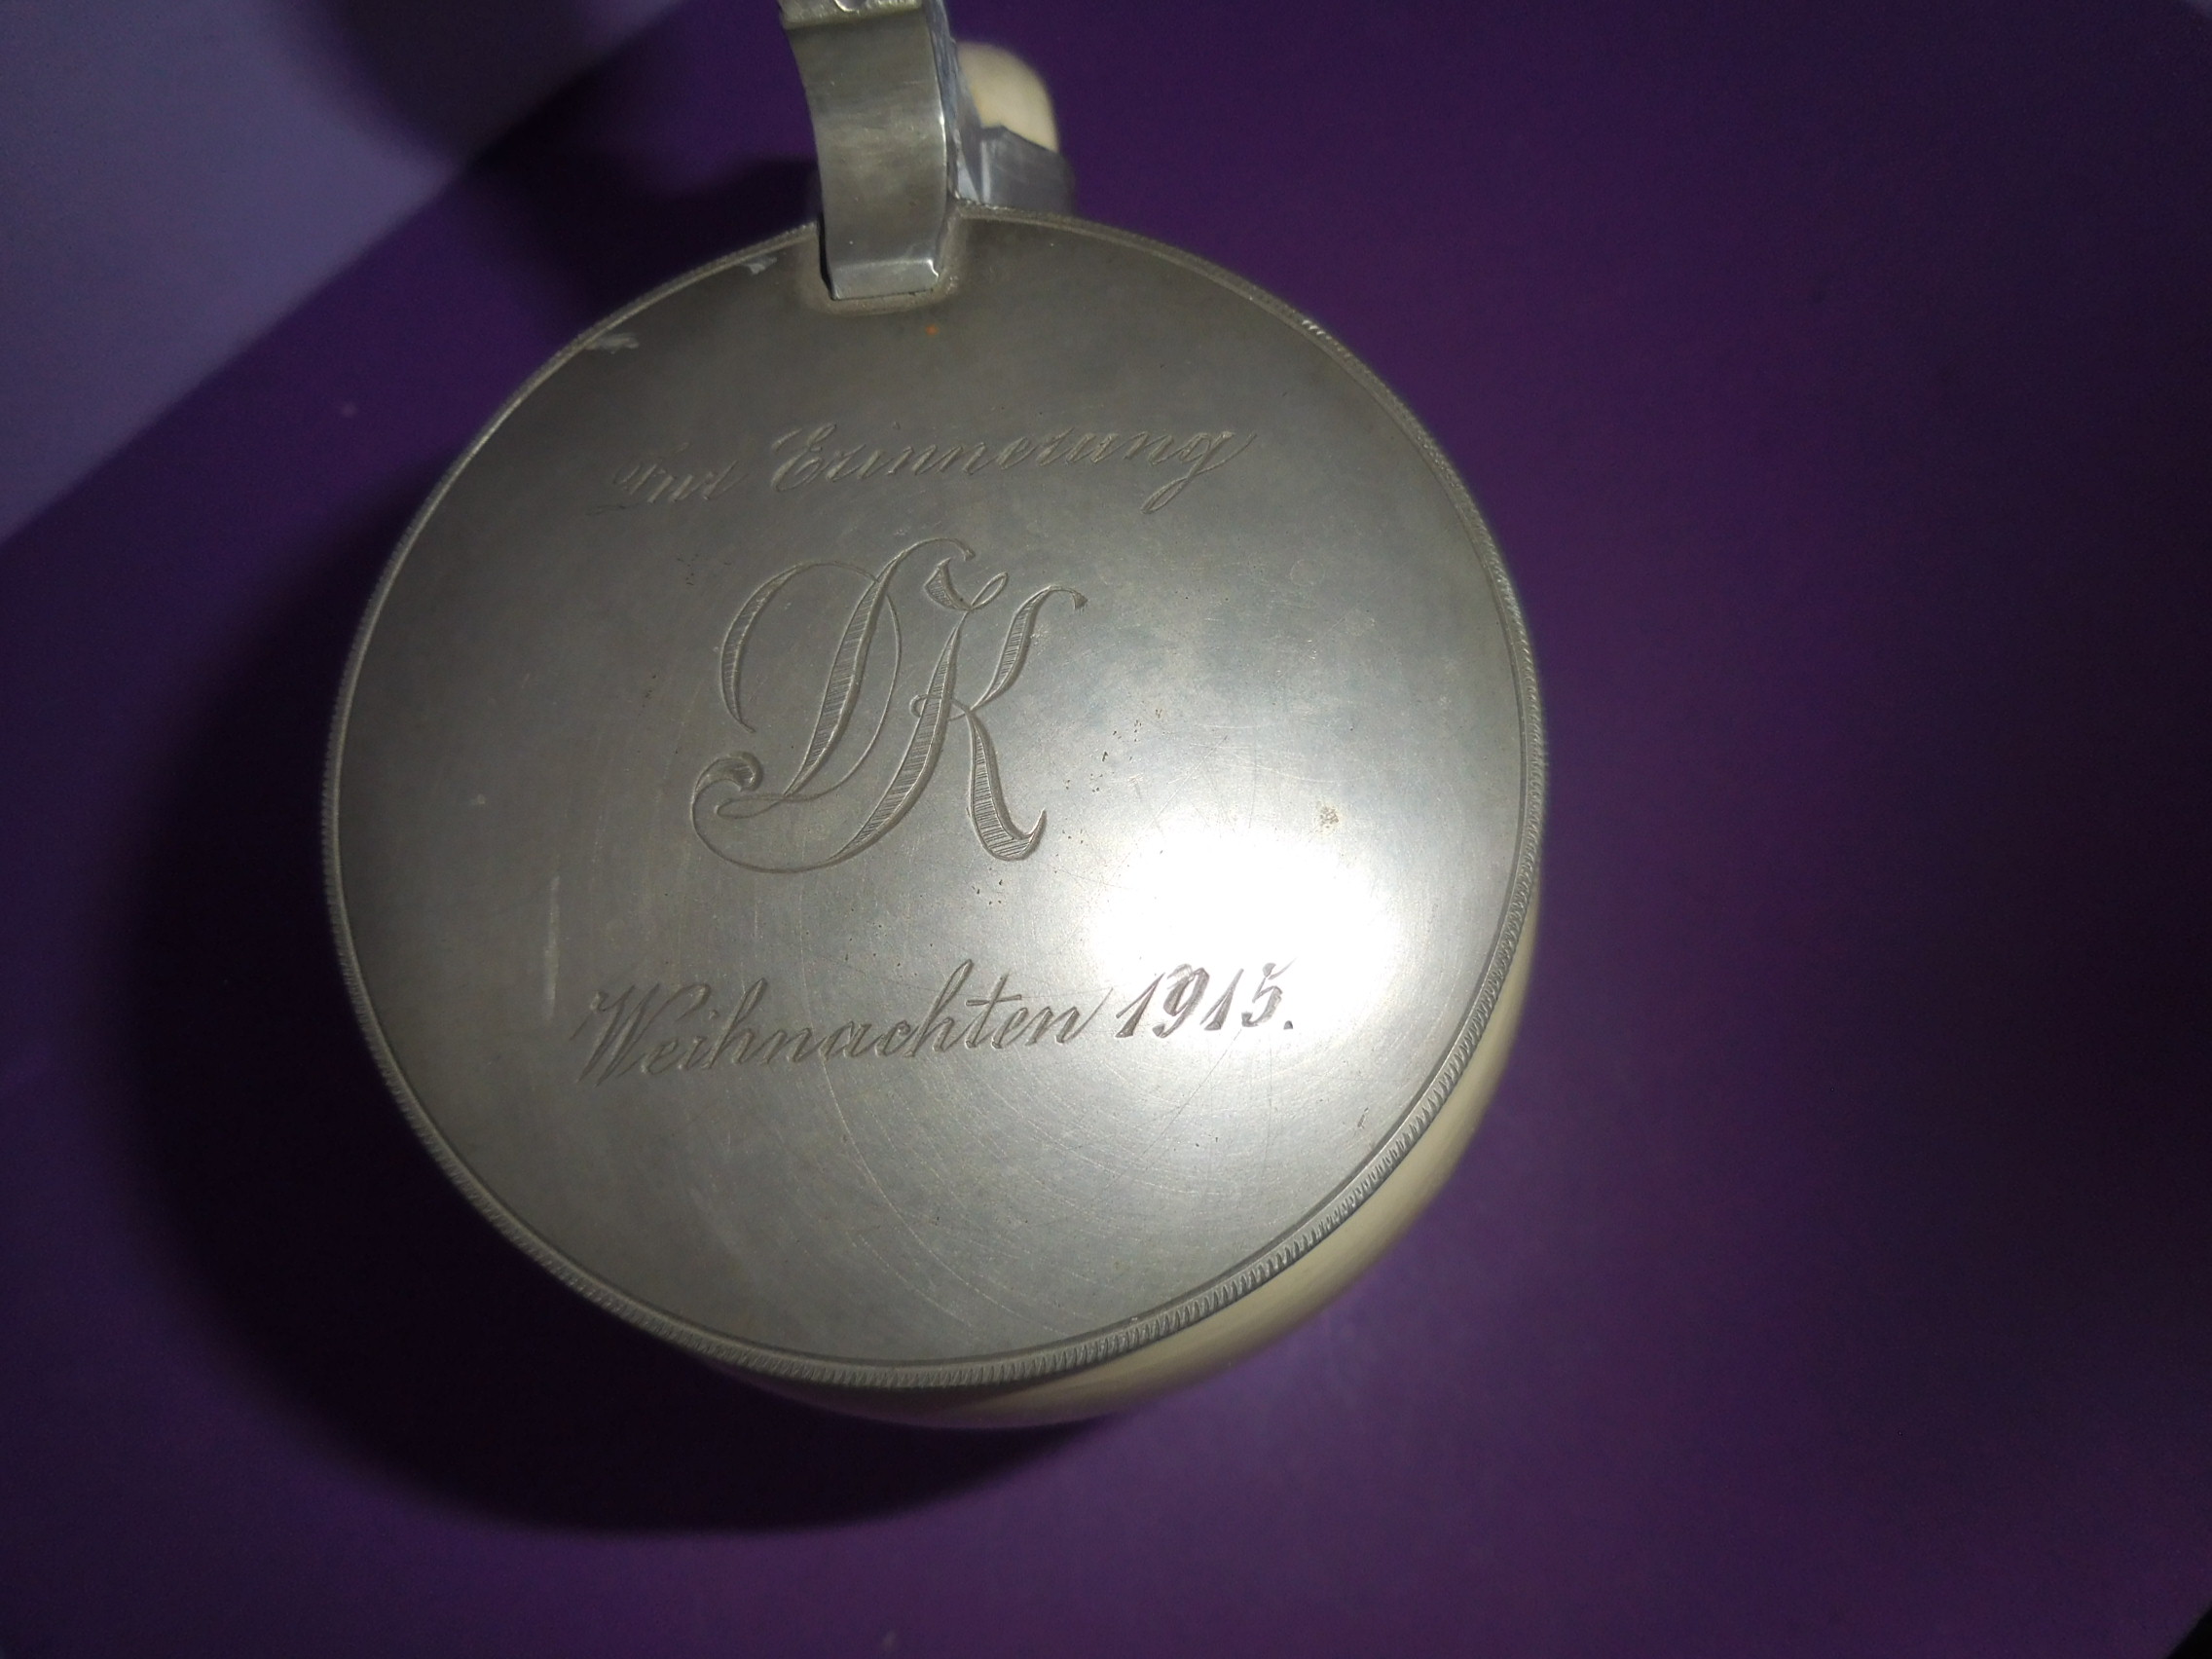 Zur Erinnerung
DK
Weihnachten 1915.